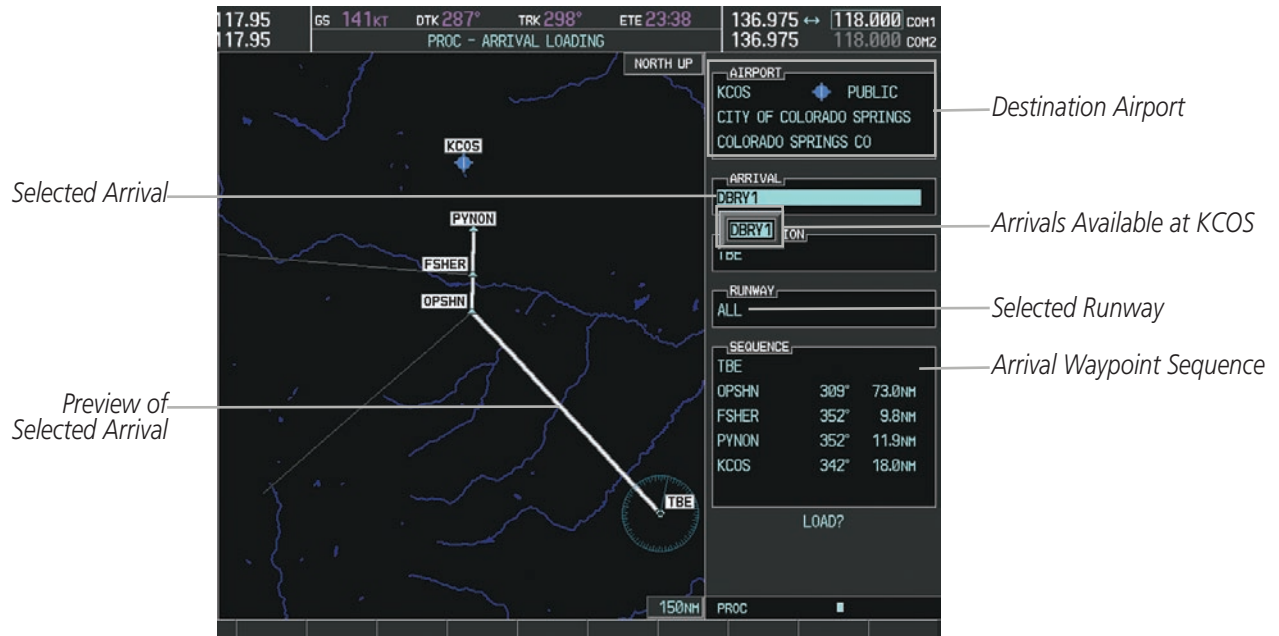 117.95 GS 141KT DTK 287° TRK 298° ETE 23:38 136.975 ↔ 118.000 COM1
117.95 PROC - ARRIVAL LOADING 136.975 118.000 COM2
NORTH UP
AIRPORT
KCOS PUBLIC
CITY OF COLORADO SPRINGS
COLORADO SPRINGS CO
Destination Airport
KCOS
Selected Arrival
ARRIVAL
DBRY1
DBRY1
Arrivals Available at KCOS
ION
TBE
PYNON
FSHER
OPSHN
RUNWAY
ALL
Selected Runway
SEQUENCE
TBE
Arrival Waypoint Sequence
OPSHN 309° 73.0NM
FSHER 352° 9.8NM
PYNON 352° 11.9NM
KCOS 342° 18.0NM
Preview of
Selected Arrival
TBE
LOAD?
150NM
PROC